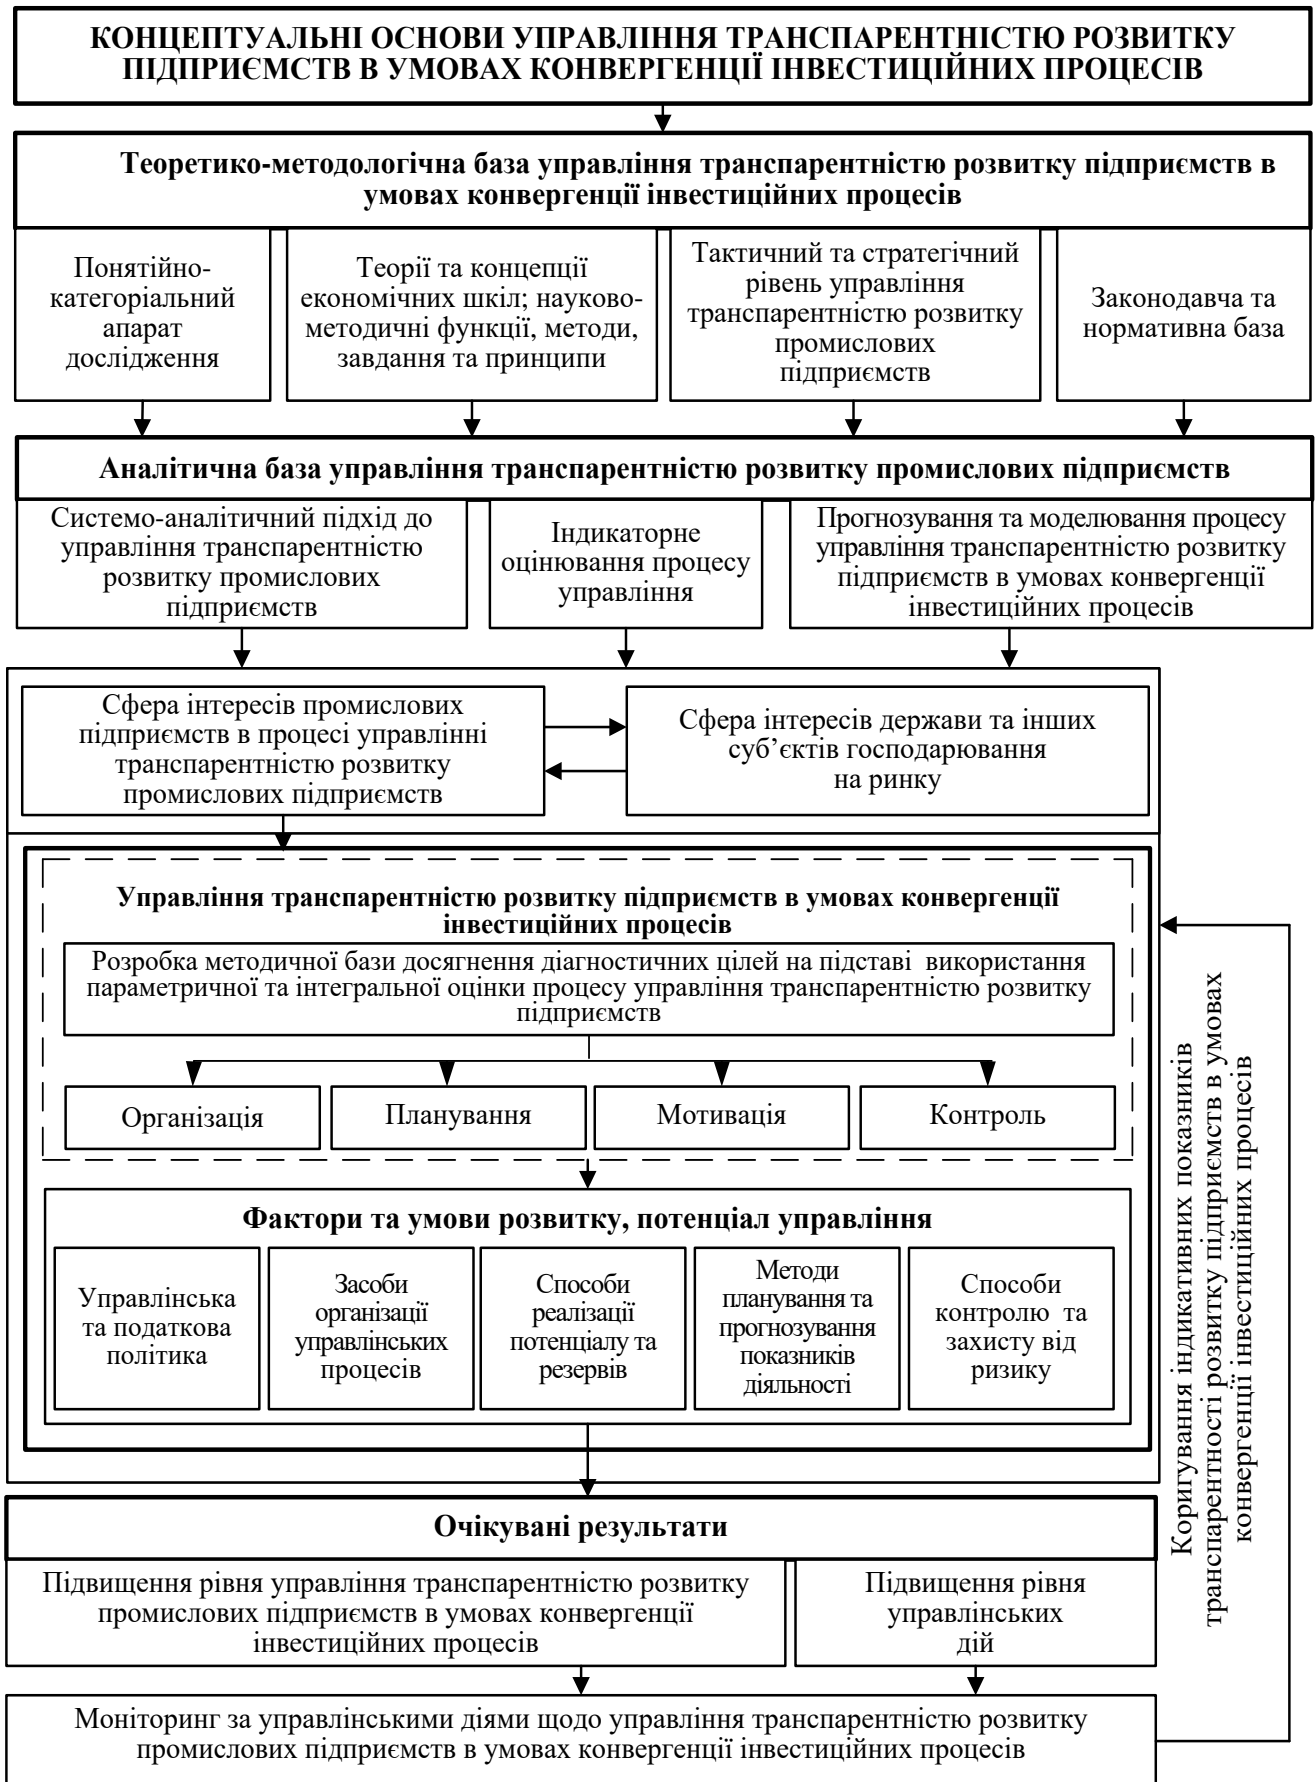 КОНЦЕПТУАЛЬНІ ОСНОВИ УПРАВЛІННЯ ТРАНСПАРЕНТНІСТЮ РОЗВИТКУ
ПІДПРИЄМСТВ В УМОВАХ КОНВЕРГЕНЦІЇ ІНВЕСТИЦІЙНИХ ПРОЦЕСІВ
Теоретико-методологічна база управління транспарентністю розвитку підприємств в
умовах конвергенції інвестиційних процесів
Понятійно-
категоріальний
апарат
дослідження
Теорії та концепції
економічних шкіл; науково-
методичні функції, методи,
завдання та принципи
Тактичний та стратегічний
рівень управління
транспарентністю розвитку
промислових
підприємств
Законодавча та
нормативна база
Аналітична база управління транспарентністю розвитку промислових підприємств
Системо-аналітичний підхід до
управління транспарентністю
розвитку промислових
підприємств
Індикаторне
оцінювання процесу
управління
Прогнозування та моделювання процесу
управління транспарентністю розвитку
підприємств в умовах конвергенції
інвестиційних процесів
Сфера інтересів промислових
підприємств в процесі управлінні
транспарентністю розвитку
промислових підприємств
Сфера інтересів держави та інших
суб’єктів господарювання
на ринку
Управління транспарентністю розвитку підприємств в умовах конвергенції
інвестиційних процесів
Розробка методичної бази досягнення діагностичних цілей на підставі використання
параметричної та інтегральної оцінки процесу управління транспарентністю розвитку
підприємств
Організація
Планування
Мотивація
Контроль
Фактори та умови розвитку, потенціал управління
Управлінська
та податкова
політика
Засоби
організації
управлінських
процесів
Способи
реалізації
потенціалу та
резервів
Методи
планування та
прогнозування
показників
діяльності
Способи
контролю та
захисту від
ризику
Коригування індикативних показників
транспарентності розвитку підприємств в умовах
конвергенції інвестиційних процесів
Очікувані результати
Підвищення рівня управління транспарентністю розвитку
промислових підприємств в умовах конвергенції
інвестиційних процесів
Підвищення рівня
управлінських
дій
Моніторинг за управлінськими діями щодо управління транспарентністю розвитку
промислових підприємств в умовах конвергенції інвестиційних процесів